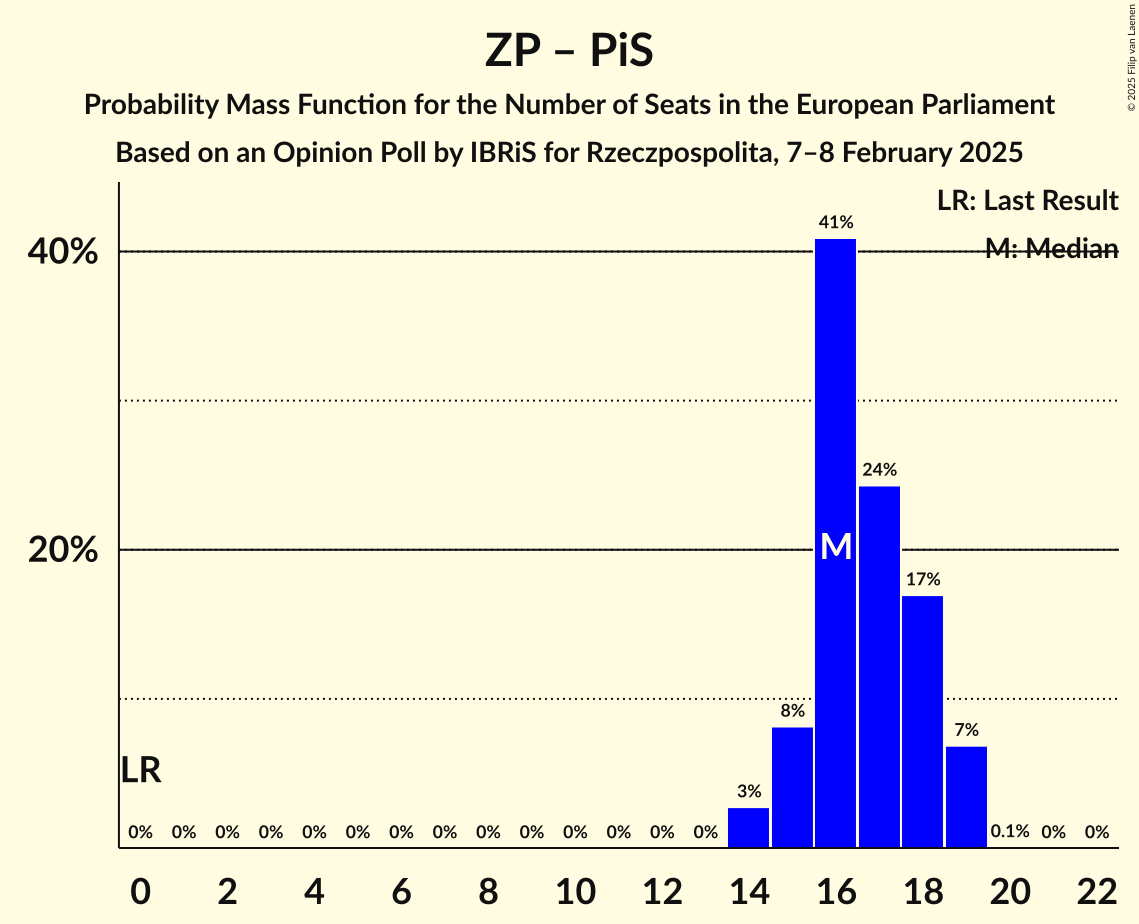 ZP – PiS
Probability Mass Function for the Number of Seats in the European Parliament
Based on an Opinion Poll by IBRiS for Rzeczpospolita, 7–8 February 2025
© 2025 Filip van Laenen
LR: Last Result
M: Median
40%
20%
41%
24%
17%
8%
7%
3%
M
LR
0% 0% 0% 0% 0% 0% 0% 0% 0% 0% 0% 0% 0% 0% 0.1% 0% 0%
0 2 4 6 8 10 12 14 16 18 20 22